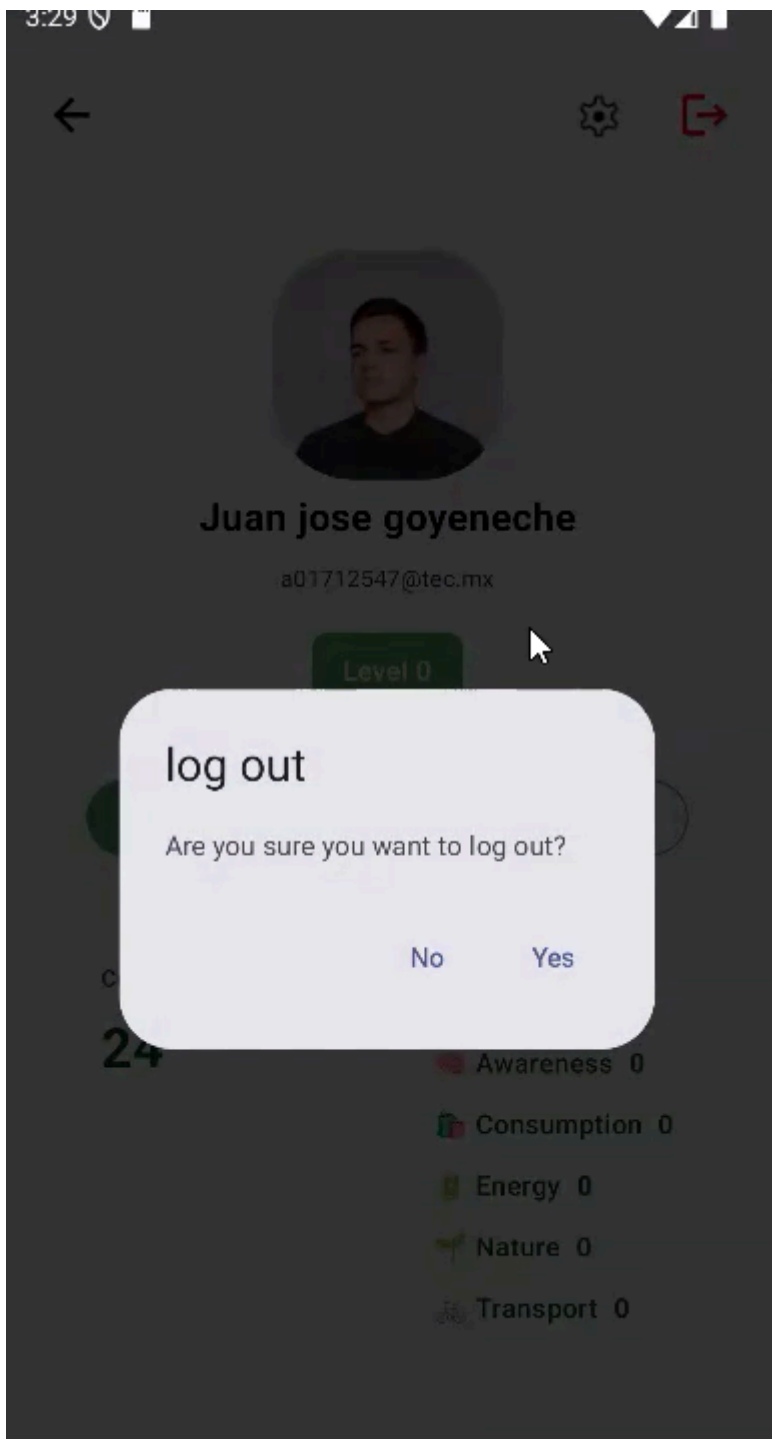 3:29
Juan jose goyeneche
a01712547@tec.mx
Level 0
log out
Are you sure you want to log out?
No Yes
24
Awareness 0
Consumption 0
Energy 0
Nature 0
Transport 0